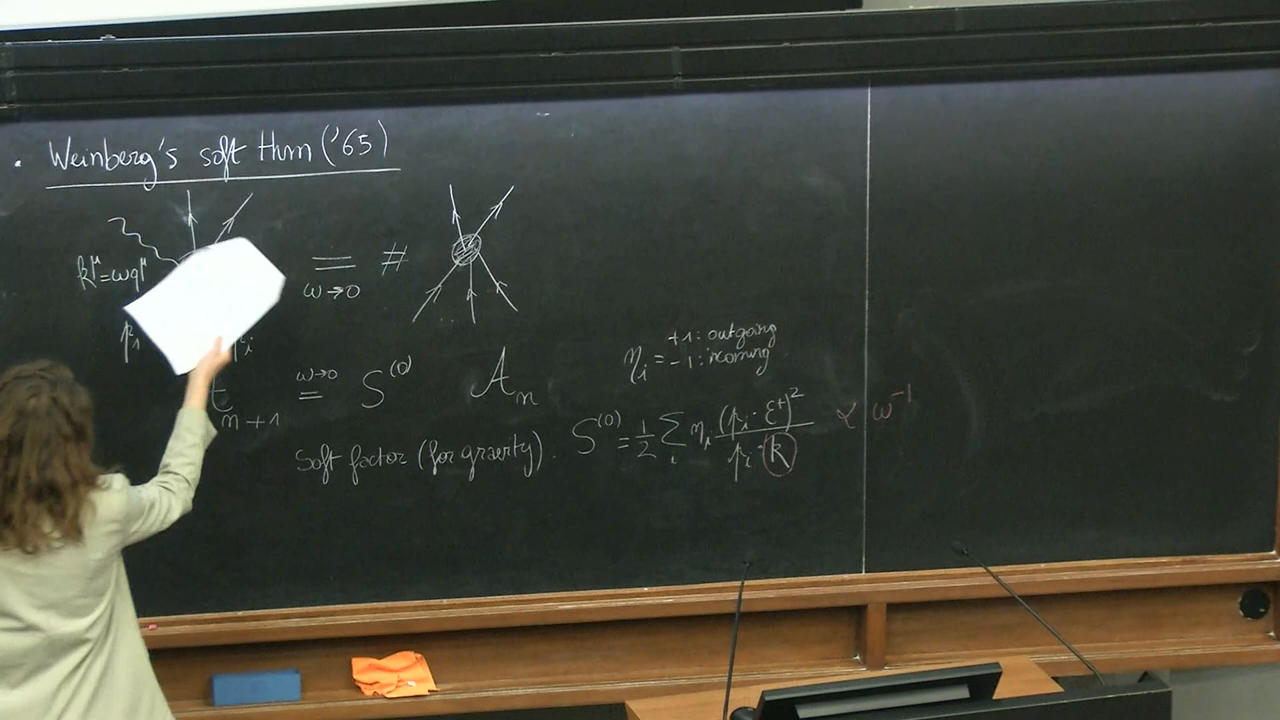 · Weinberg's soft thm ('65)
k^μ=ωq^μ
= ω→0 #
p_1 p_i
η_i = +1: outgoing
-1: incoming
n+1 =^{ω→0} S^{(0)} A_n
Soft factor (for gravity). S^{(0)} = 1/2 Σ_i η_i (p_i · ε^+)^2 / p_i · k ∝ ω^{-1}